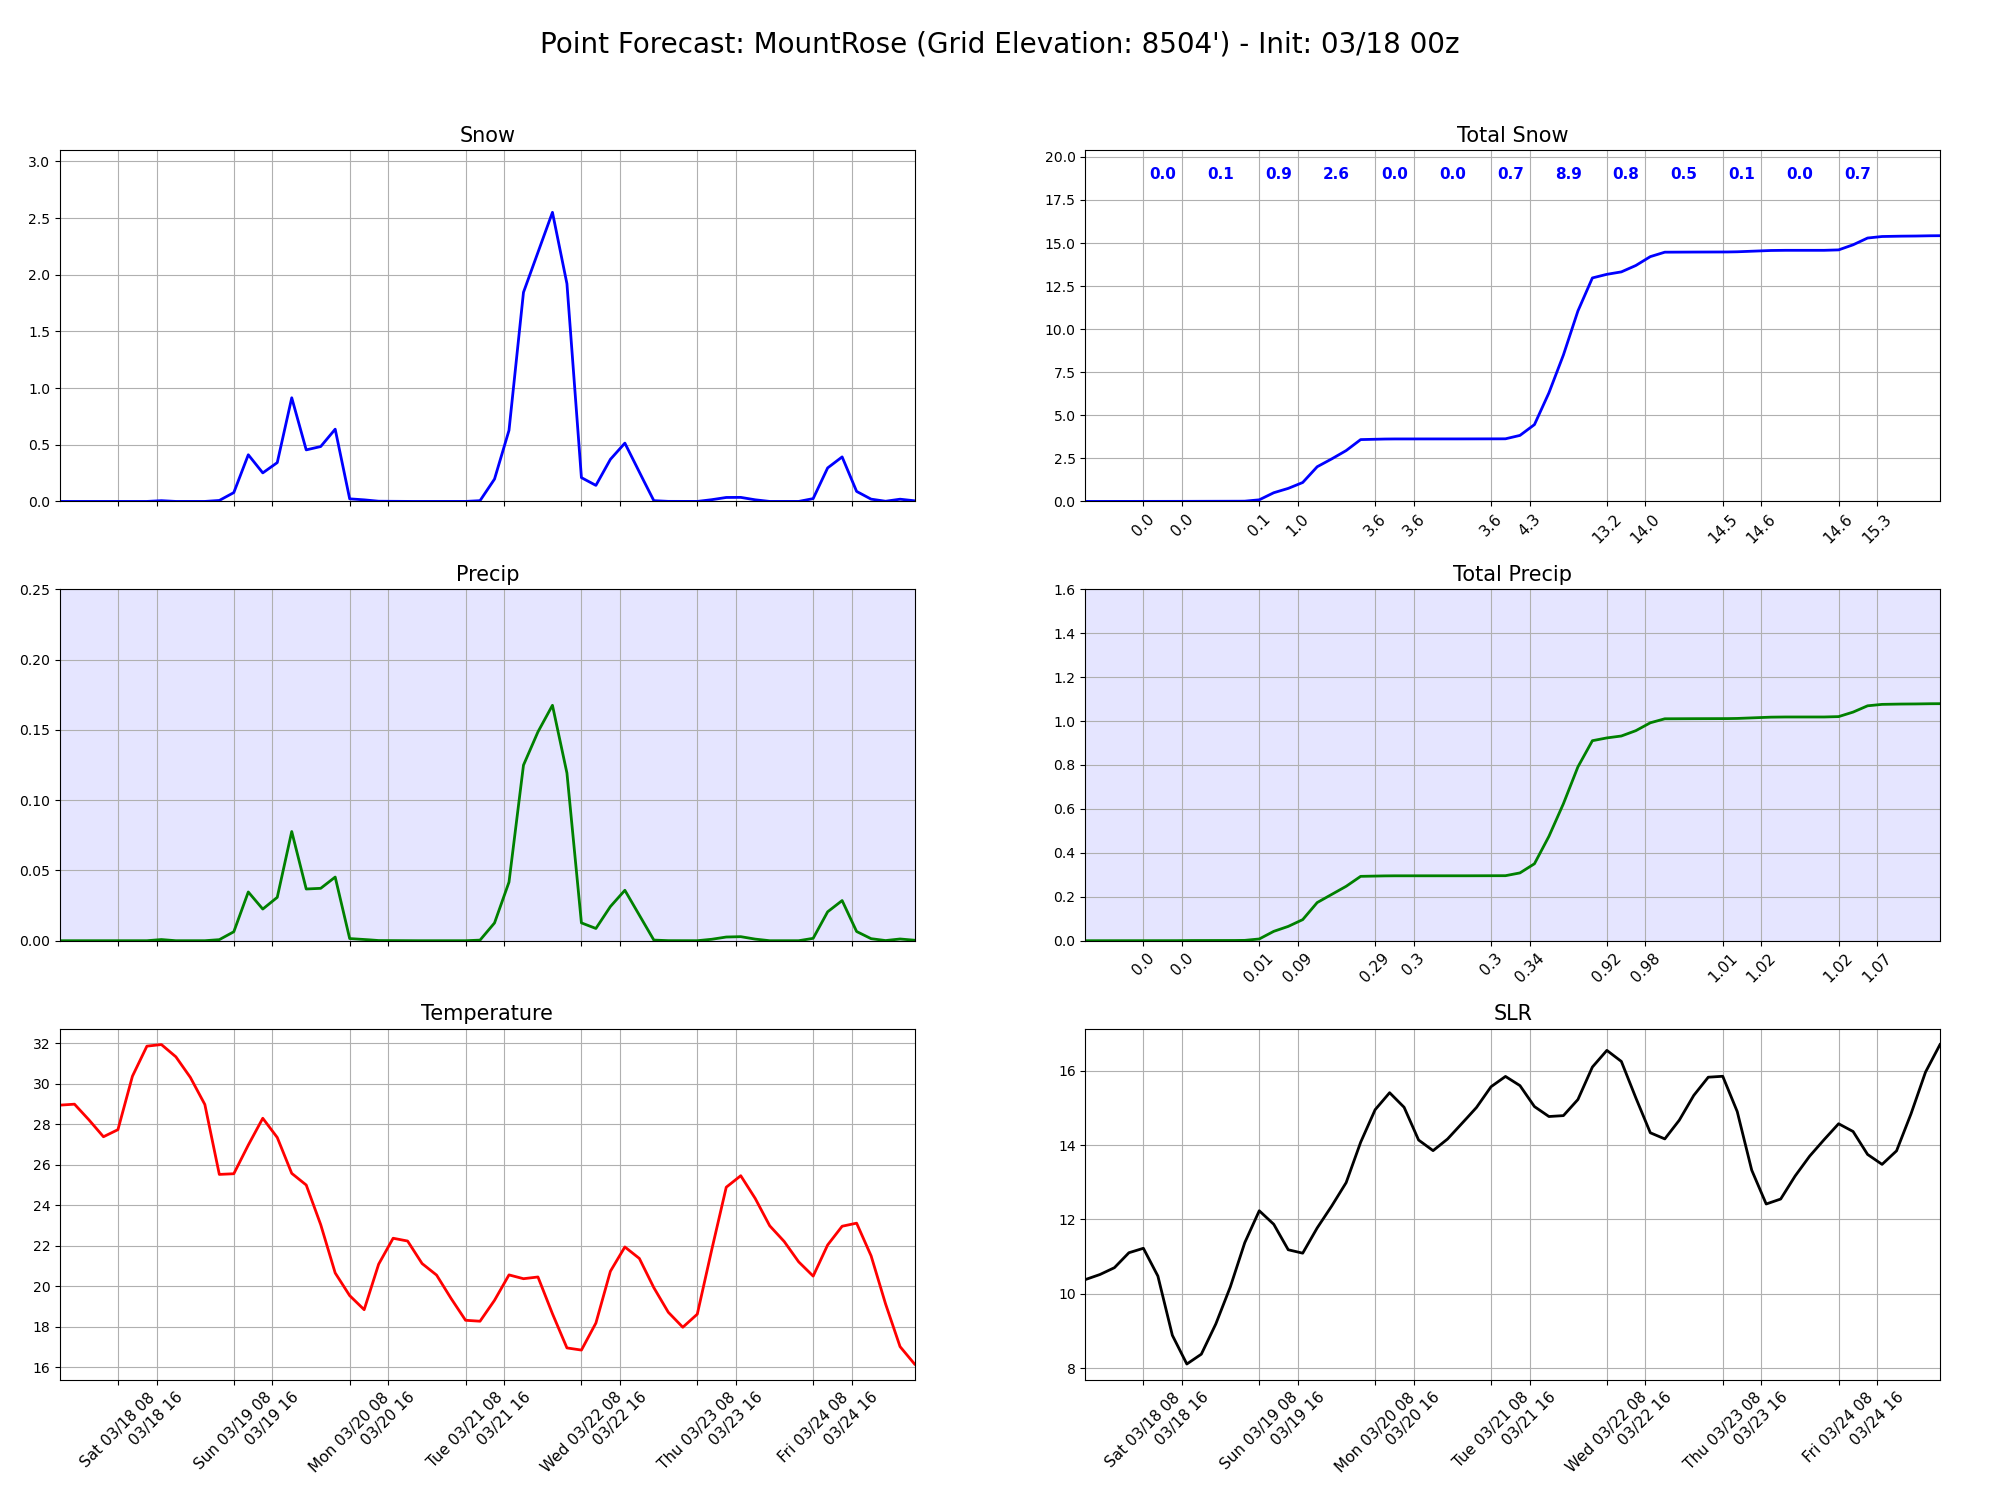 Point Forecast: MountRose (Grid Elevation: 8504') - Init: 03/18 00z
Snow
3.0
2.5
2.0
1.5
1.0
0.5
0.0
Total Snow
20.0
17.5
15.0
12.5
10.0
7.5
5.0
2.5
0.0
0.0 0.1 0.9 2.6 0.0 0.0 0.7 8.9 0.8 0.5 0.1 0.0 0.7
0.0 0.0 0.1 1.0 3.6 3.6 3.6 4.3 13.2 14.0 14.5 14.6 14.6 15.3
Precip
0.25
0.20
0.15
0.10
0.05
0.00
Total Precip
1.6
1.4
1.2
1.0
0.8
0.6
0.4
0.2
0.0
0.0 0.0 0.01 0.09 0.29 0.3 0.3 0.34 0.92 0.98 1.01 1.02 1.02 1.07
Temperature
32
30
28
26
24
22
20
18
16
Sat 03/18 08
03/18 16
Sun 03/19 08
03/19 16
Mon 03/20 08
03/20 16
Tue 03/21 08
03/21 16
Wed 03/22 08
03/22 16
Thu 03/23 08
03/23 16
Fri 03/24 08
03/24 16
SLR
16
14
12
10
8
Sat 03/18 08
03/18 16
Sun 03/19 08
03/19 16
Mon 03/20 08
03/20 16
Tue 03/21 08
03/21 16
Wed 03/22 08
03/22 16
Thu 03/23 08
03/23 16
Fri 03/24 08
03/24 16